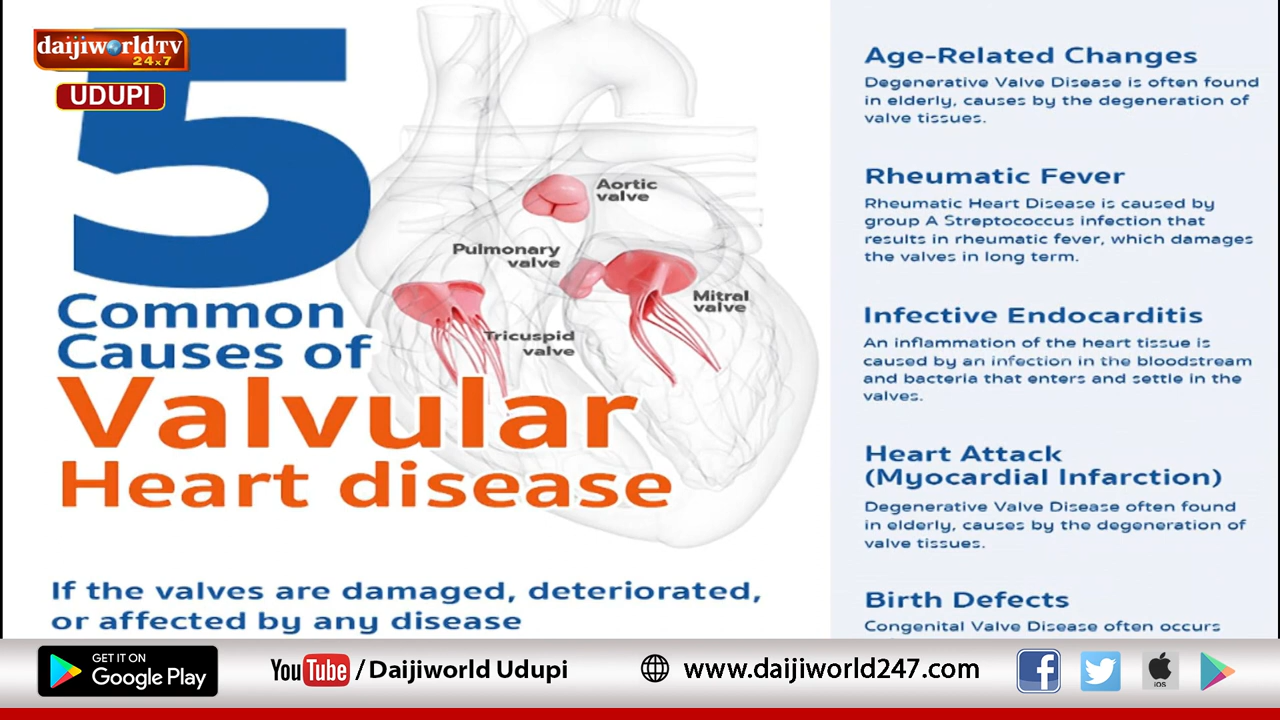 daijiworldTV
24x7
UDUPI
5
Common
Causes of
Valvular
Heart disease
If the valves are damaged, deteriorated,
or affected by any disease
Aortic
valve
Pulmonary
valve
Mitral
valve
Tricuspid
valve
Age-Related Changes
Degenerative Valve Disease is often found
in elderly, causes by the degeneration of
valve tissues.
Rheumatic Fever
Rheumatic Heart Disease is caused by
group A Streptococcus infection that
results in rheumatic fever, which damages
the valves in long term.
Infective Endocarditis
An inflammation of the heart tissue is
caused by an infection in the bloodstream
and bacteria that enters and settle in the
valves.
Heart Attack
(Myocardial Infarction)
Degenerative Valve Disease often found
in elderly, causes by the degeneration of
valve tissues.
Birth Defects
Congenital Valve Disease often occurs
GET IT ON
Google Play
YouTube / Daijiworld Udupi
www.daijiworld247.com
f
iOS